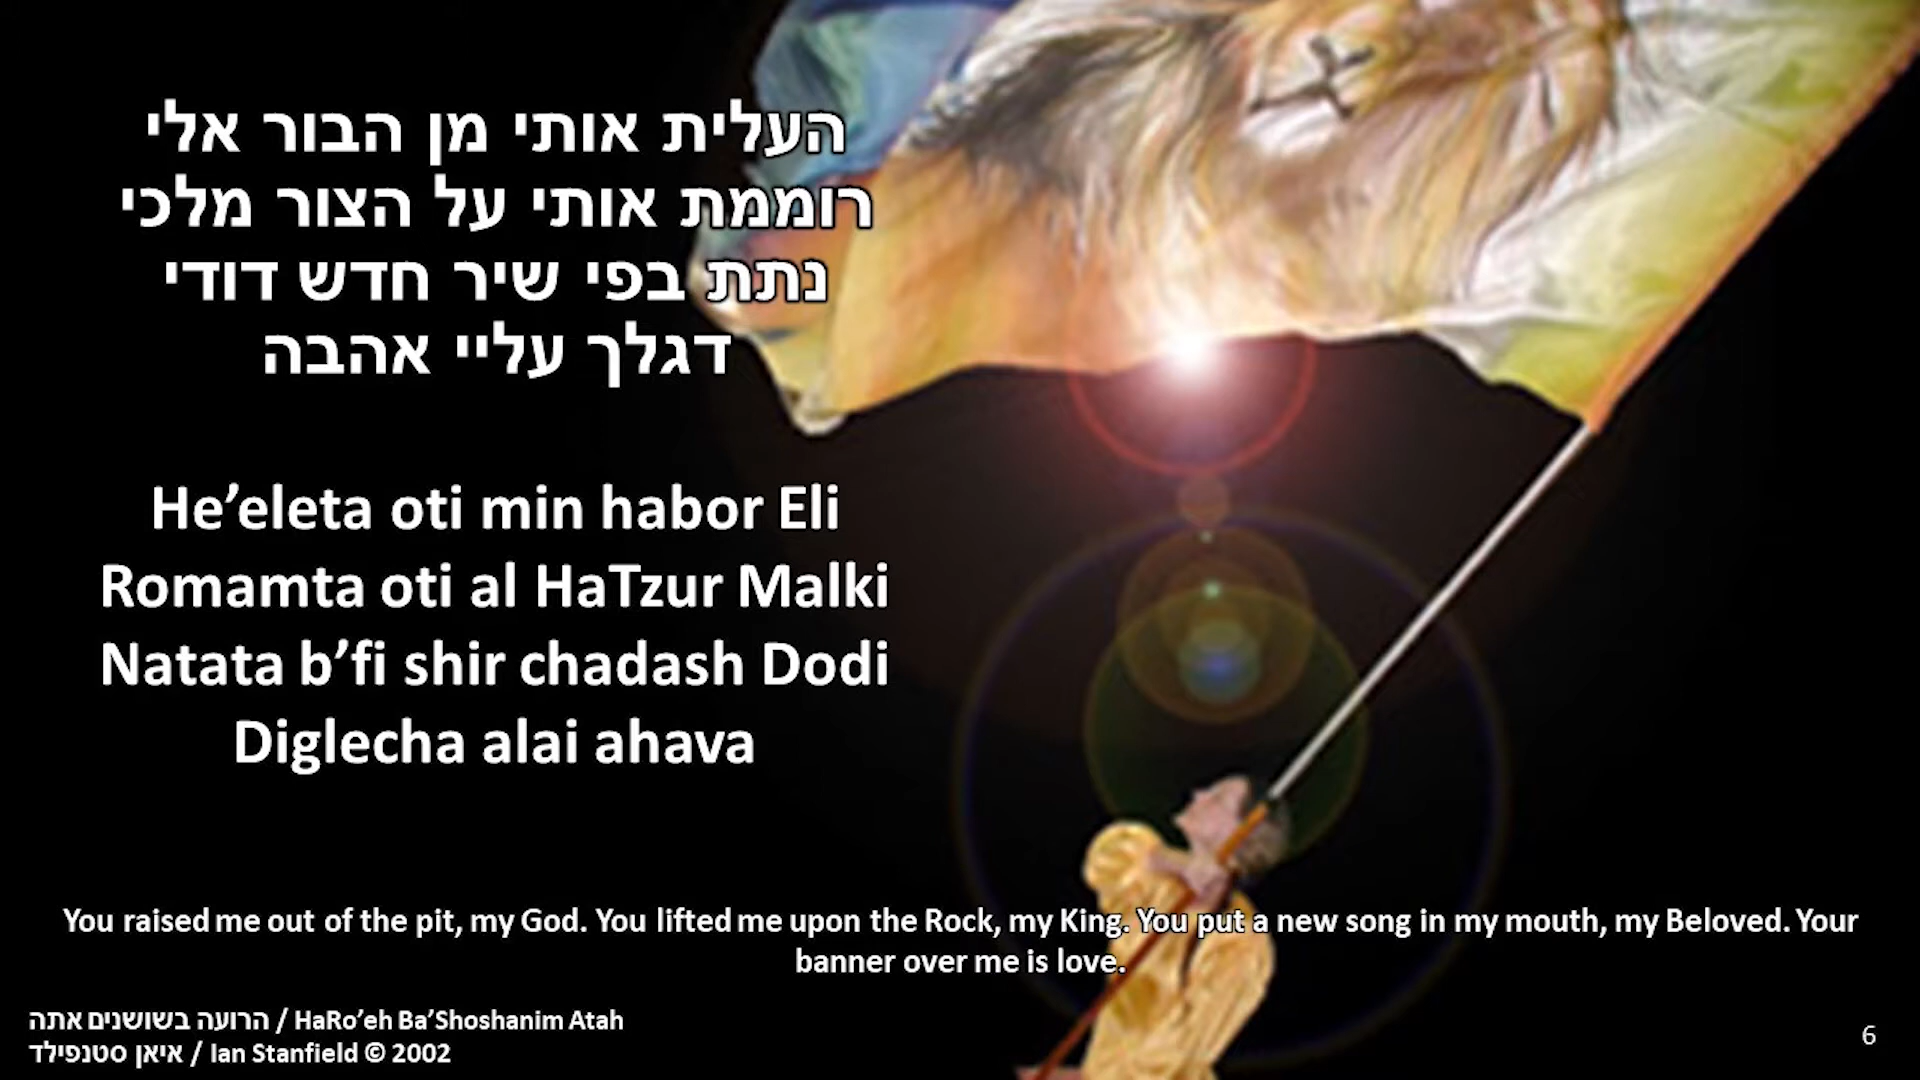 העלית אותי מן הבור אלי
רוממת אותי על הצור מלכי
נתת בפי שיר חדש דודי
דגלך עליי אהבה
He’eleta oti min habor Eli
Romamta oti al HaTzur Malki
Natata b’fi shir chadash Dodi
Diglecha alai ahava
You raised me out of the pit, my God. You lifted me upon the Rock, my King. You put a new song in my mouth, my Beloved. Your
banner over me is love.
הרועה בשושנים אתה / HaRo’eh Ba’Shoshanim Atah
איאן סטנפילד / Ian Stanfield © 2002
6